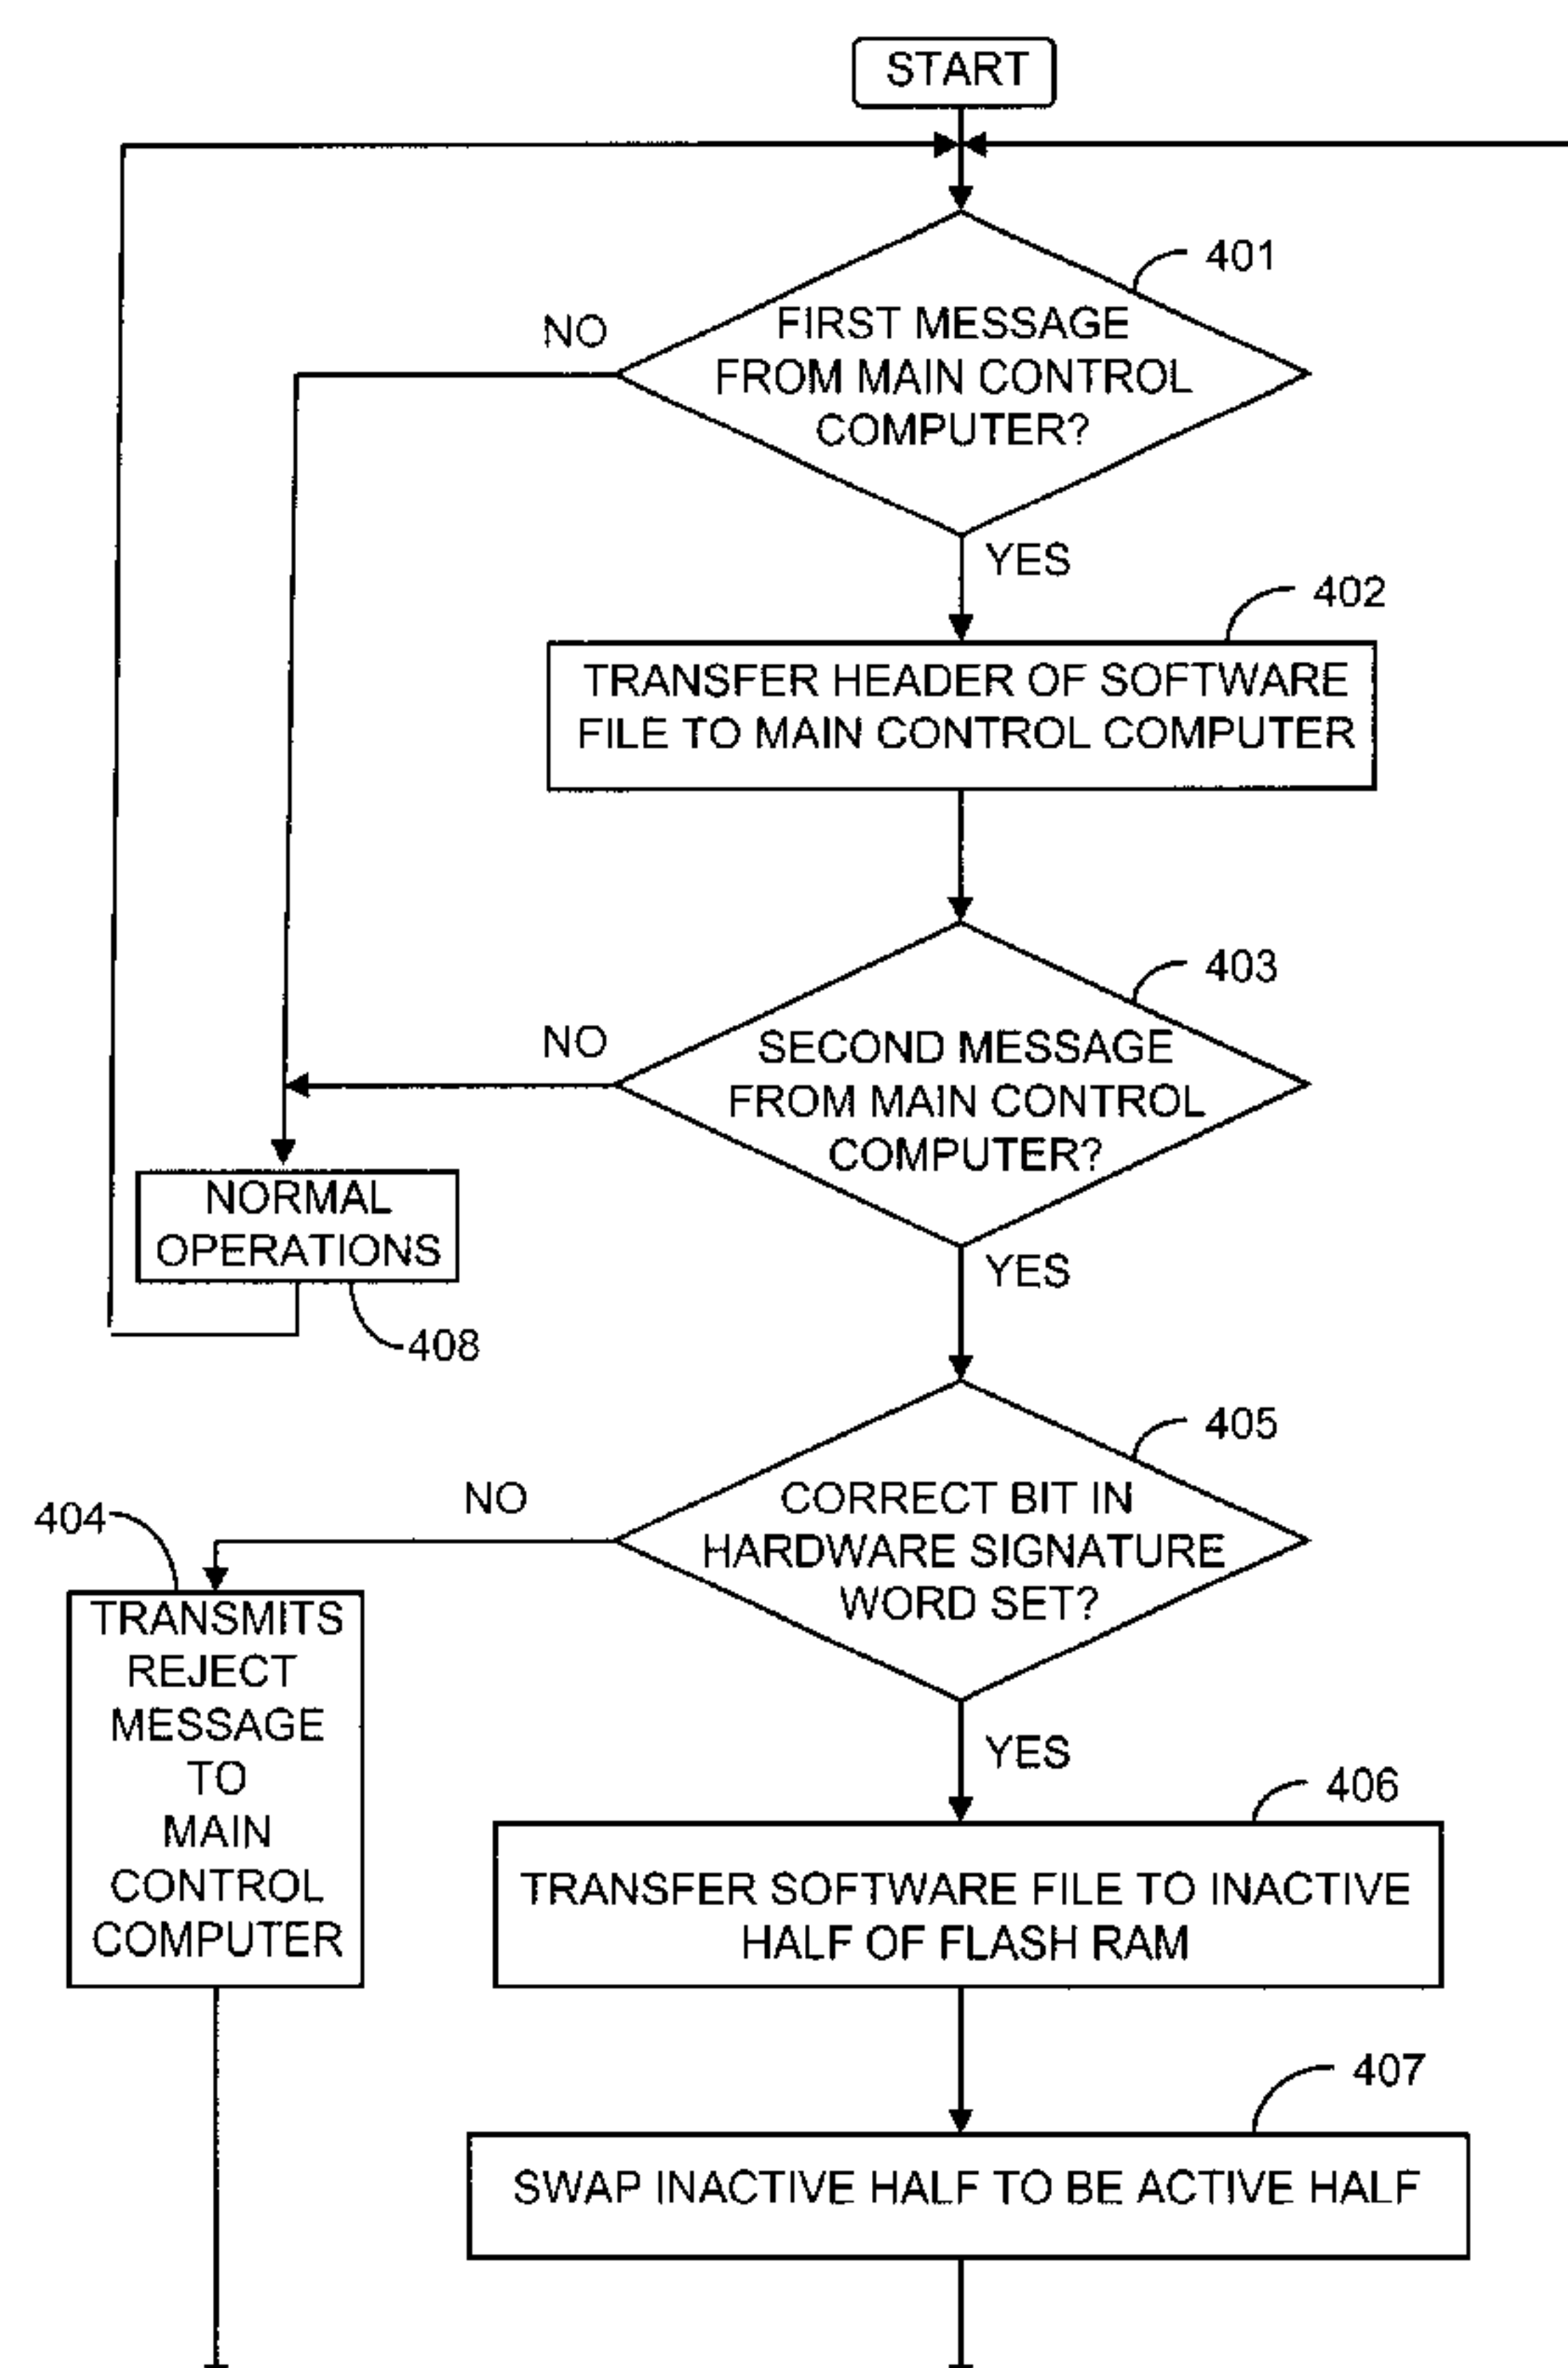 START
401
NO
FIRST MESSAGE
FROM MAIN CONTROL
COMPUTER?
YES
402
TRANSFER HEADER OF SOFTWARE
FILE TO MAIN CONTROL COMPUTER
403
NO
SECOND MESSAGE
FROM MAIN CONTROL
COMPUTER?
NORMAL
OPERATIONS
YES
408
405
NO
CORRECT BIT IN
HARDWARE SIGNATURE
WORD SET?
404
TRANSMITS
REJECT
MESSAGE
TO
MAIN
CONTROL
COMPUTER
YES
406
TRANSFER SOFTWARE FILE TO INACTIVE
HALF OF FLASH RAM
407
SWAP INACTIVE HALF TO BE ACTIVE HALF